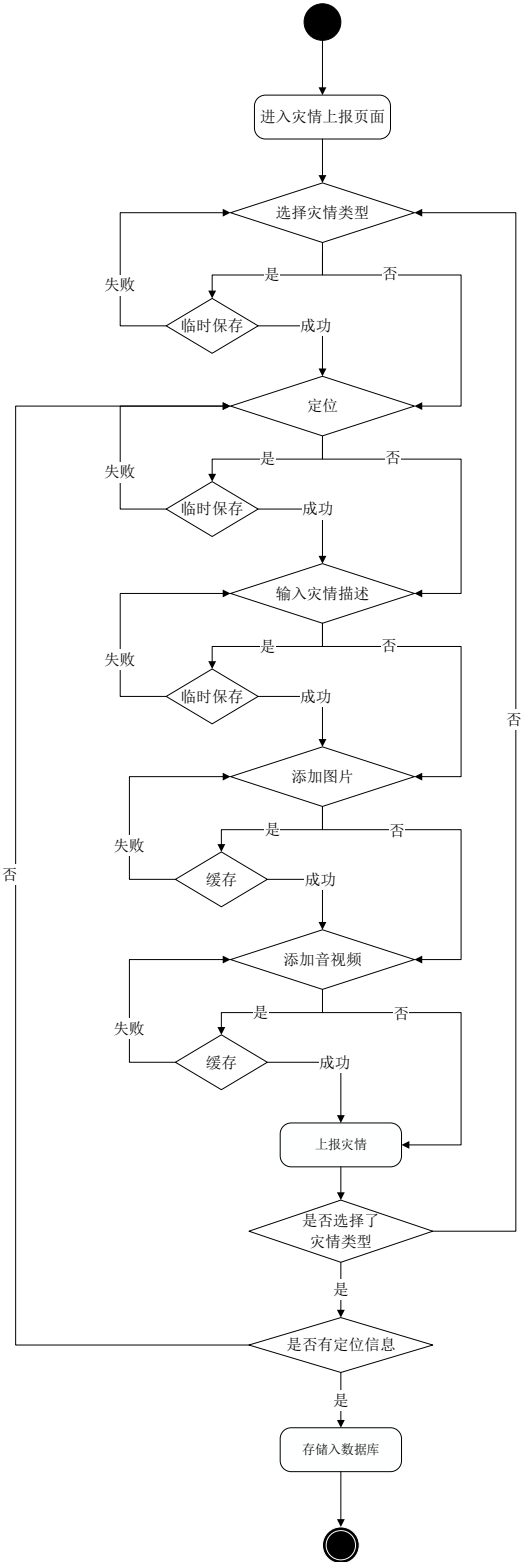 进入灾情上报页面
选择灾情类型
是
否
失败
临时保存
成功
定位
是
否
失败
临时保存
成功
输入灾情描述
是
否
失败
临时保存
成功
否
添加图片
是
否
失败
否
缓存
成功
添加音视频
是
否
失败
缓存
成功
上报灾情
是否选择了
灾情类型
是
是否有定位信息
是
存储入数据库